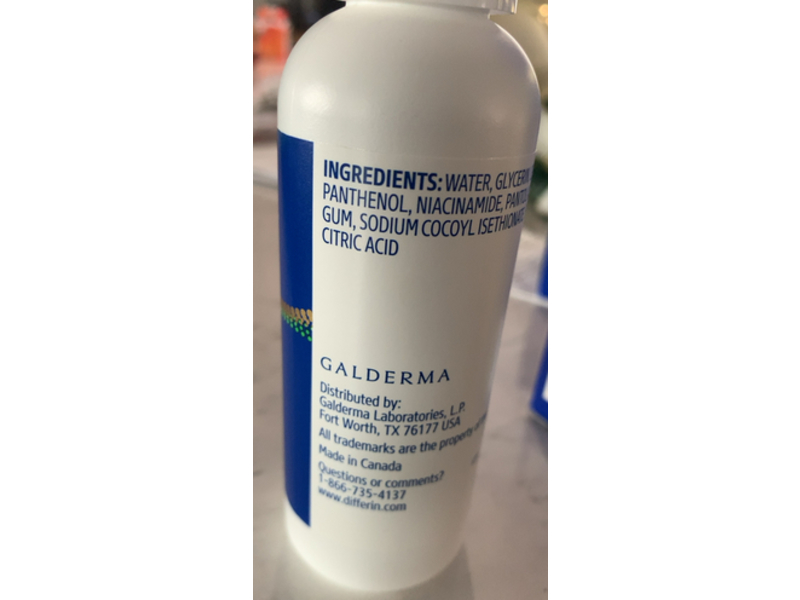 INGREDIENTS: WATER, GLYCERIN
PANTHENOL, NIACINAMIDE,
GUM, SODIUM COCOYL ISETHIONATE,
CITRIC ACID
GALDERMA
Distributed by:
Galderma Laboratories, L.P.
Fort Worth, TX 76177 USA
All trademarks are the property of
Made in Canada
Questions or comments?
1-866-735-4137
www.differin.com